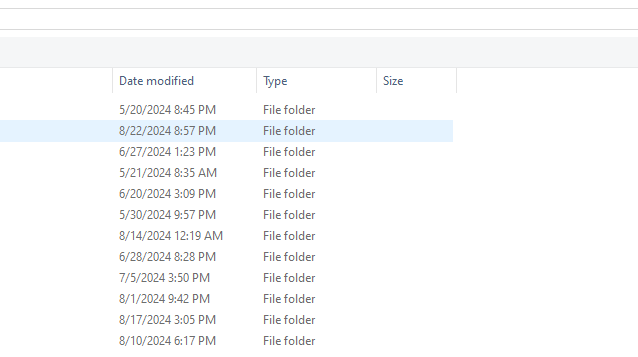 Date modified Type Size
5/20/2024 8:45 PM File folder
8/22/2024 8:57 PM File folder
6/27/2024 1:23 PM File folder
5/21/2024 8:35 AM File folder
6/20/2024 3:09 PM File folder
5/30/2024 9:57 PM File folder
8/14/2024 12:19 AM File folder
6/28/2024 8:28 PM File folder
7/5/2024 3:50 PM File folder
8/1/2024 9:42 PM File folder
8/17/2024 3:05 PM File folder
8/10/2024 6:17 PM File folder